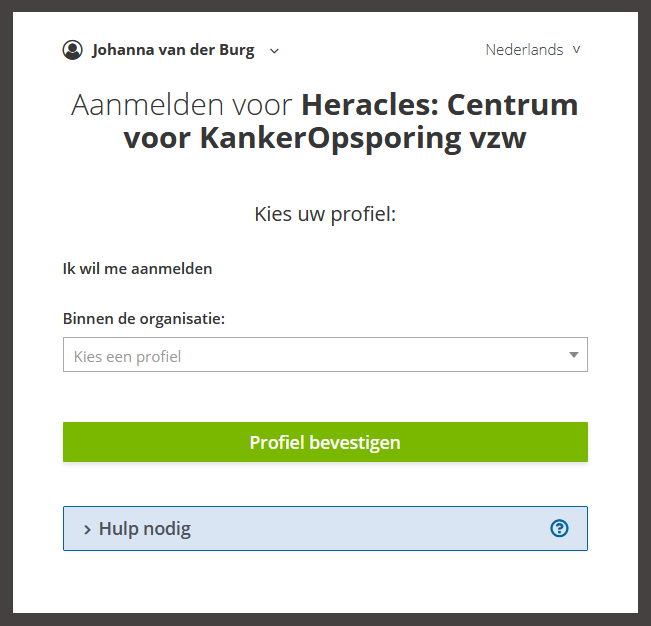 Johanna van der Burg
Nederlands
Aanmelden voor Heracles: Centrum
voor KankerOpsporing vzw
Kies uw profiel:
Ik wil me aanmelden
Binnen de organisatie:
Kies een profiel
Profiel bevestigen
Hulp nodig